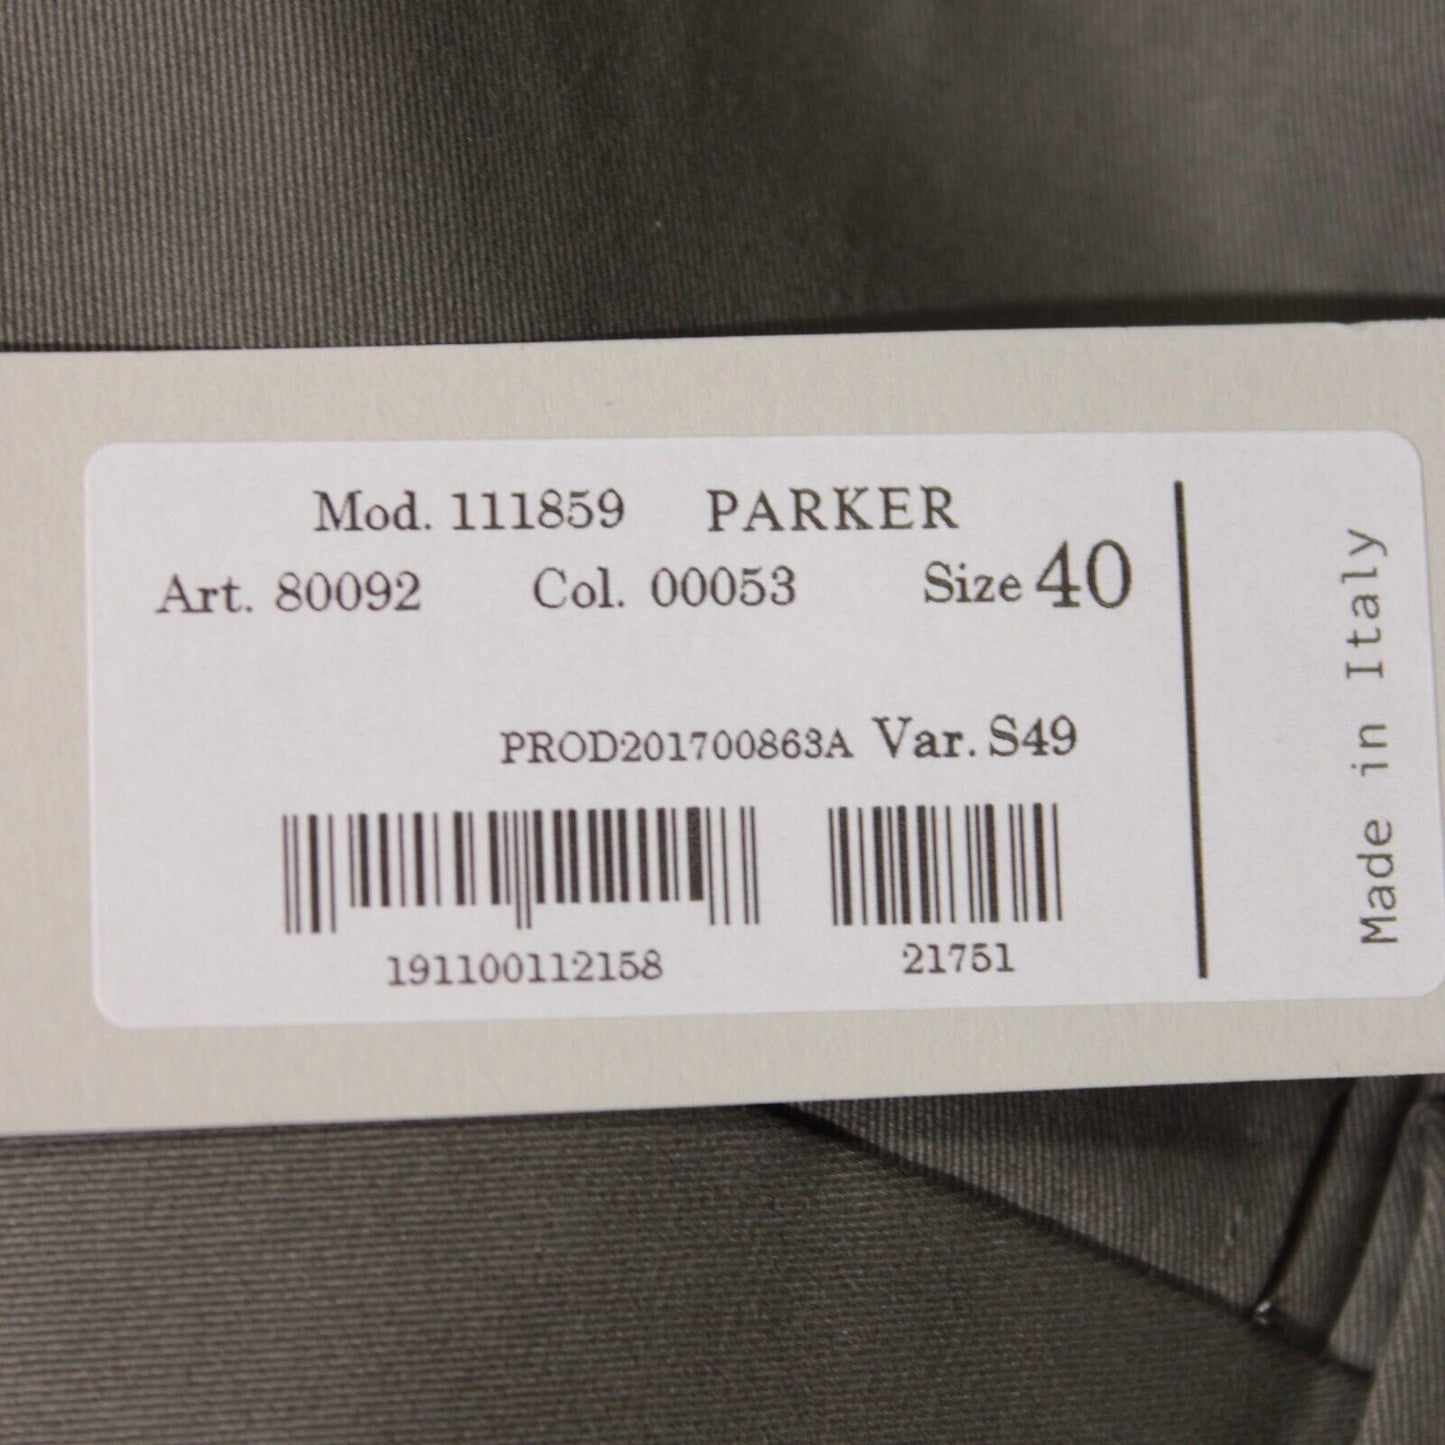 Mod. 111859 PARKER
Art. 80092 Col. 00053 Size 40
PROD201700863A Var. S49
191100112158 21751
Made in Italy